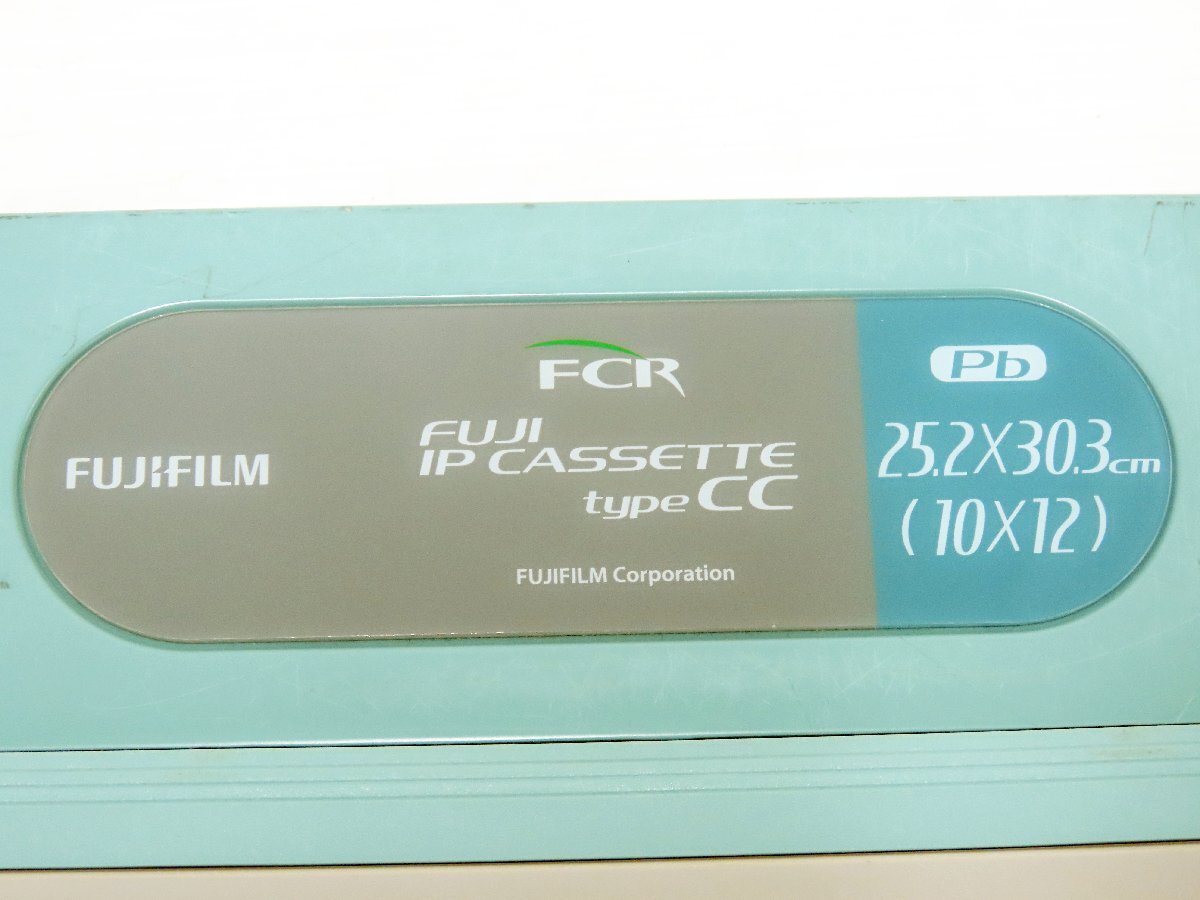 FCR
FUJIFILM
FUJI
IP CASSETTE
type CC
FUJIFILM Corporation
Pb
25.2X30.3cm
(10X12)